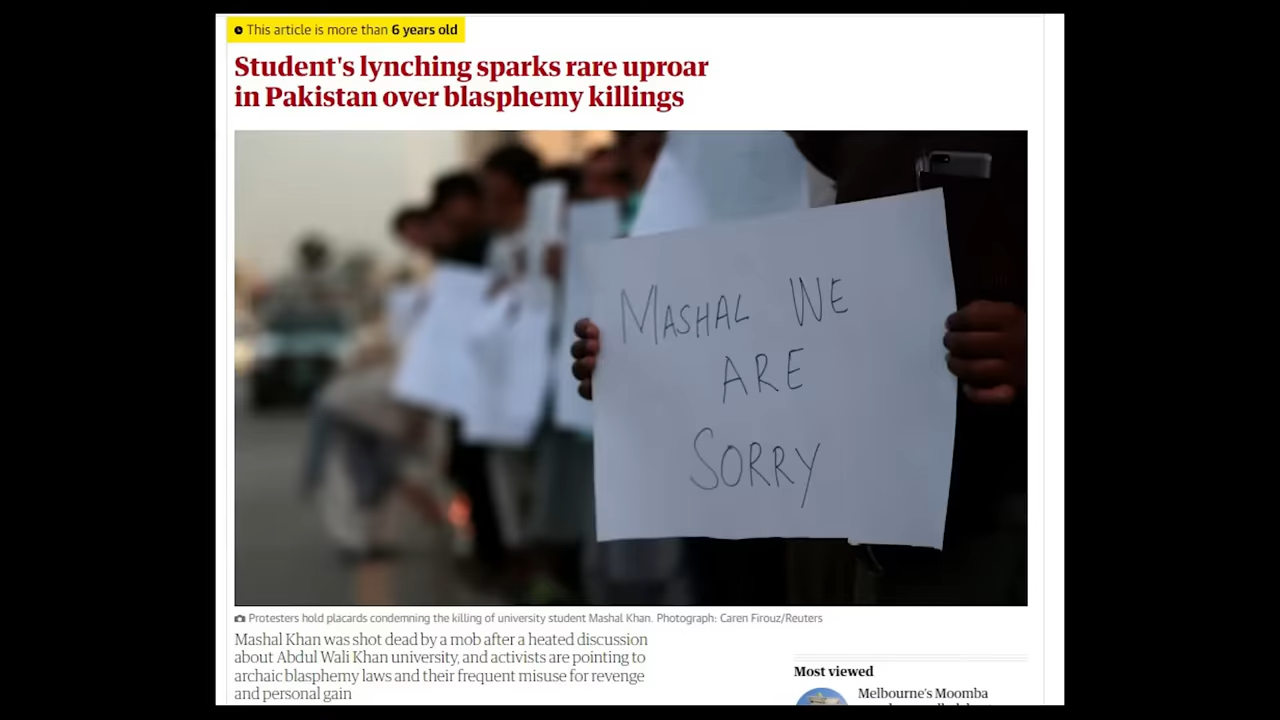 This article is more than 6 years old
Student's lynching sparks rare uproar
in Pakistan over blasphemy killings
MASHAL WE
ARE
SORRY
Protesters hold placards condemning the killing of university student Mashal Khan. Photograph: Caren Firouz/Reuters
Mashal Khan was shot dead by a mob after a heated discussion
about Abdul Wali Khan university, and activists are pointing to
archaic blasphemy laws and their frequent misuse for revenge
and personal gain
Most viewed
Melbourne's Moomba